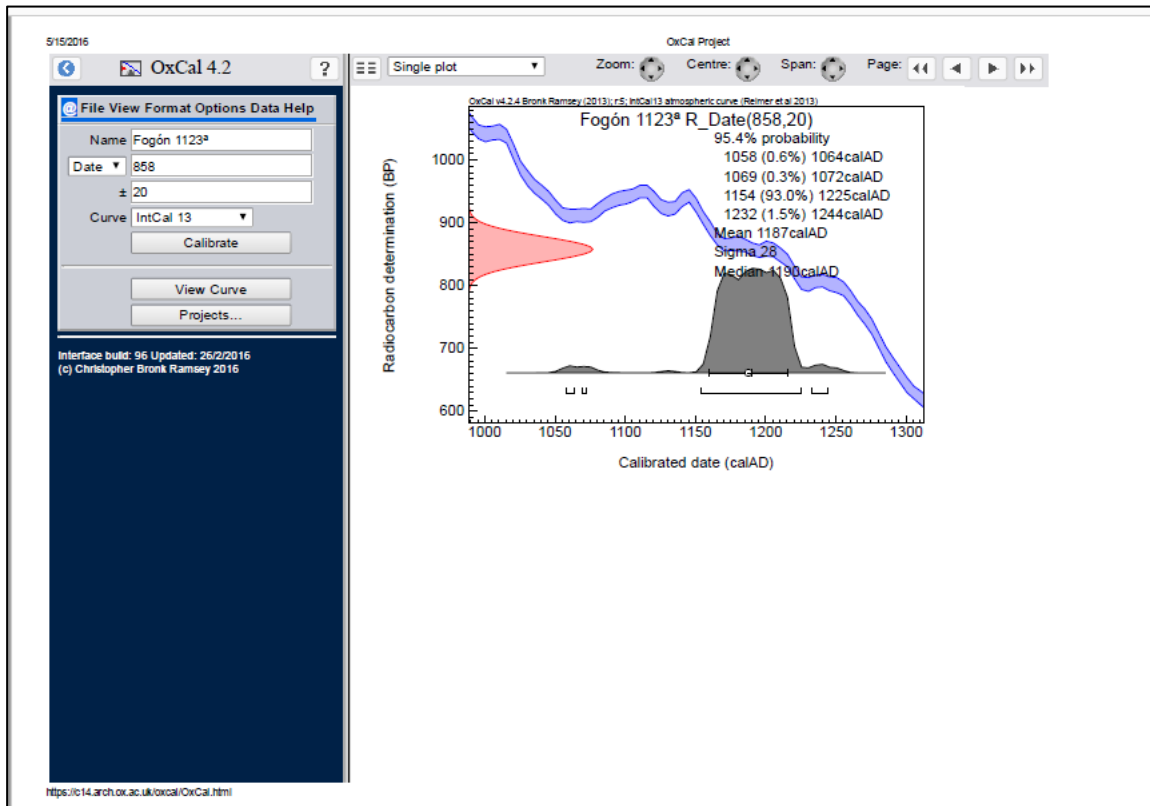 5/15/2016
OxCal Project
OxCal 4.2
?
Single plot
Zoom:
Centre:
Span:
Page:
@ File View Format Options Data Help
Name Fogón 1123ª
Date 858
± 20
Curve IntCal 13
Calibrate
View Curve
Projects...
Interface build: 96 Updated: 26/2/2016
(c) Christopher Bronk Ramsey 2016
OxCal v4.2.4 Bronk Ramsey (2013); r:5; IntCal13 atmospheric curve (Reimer et al 2013)
Fogón 1123ª R_Date(858,20)
95.4% probability
1058 (0.6%) 1064calAD
1069 (0.3%) 1072calAD
1154 (93.0%) 1225calAD
1232 (1.5%) 1244calAD
Mean 1187calAD
Sigma 28
Median 1190calAD
Radiocarbon determination (BP)
1000
900
800
700
600
1000 1050 1100 1150 1200 1250 1300
Calibrated date (calAD)
https://c14.arch.ox.ac.uk/oxcal/OxCal.html